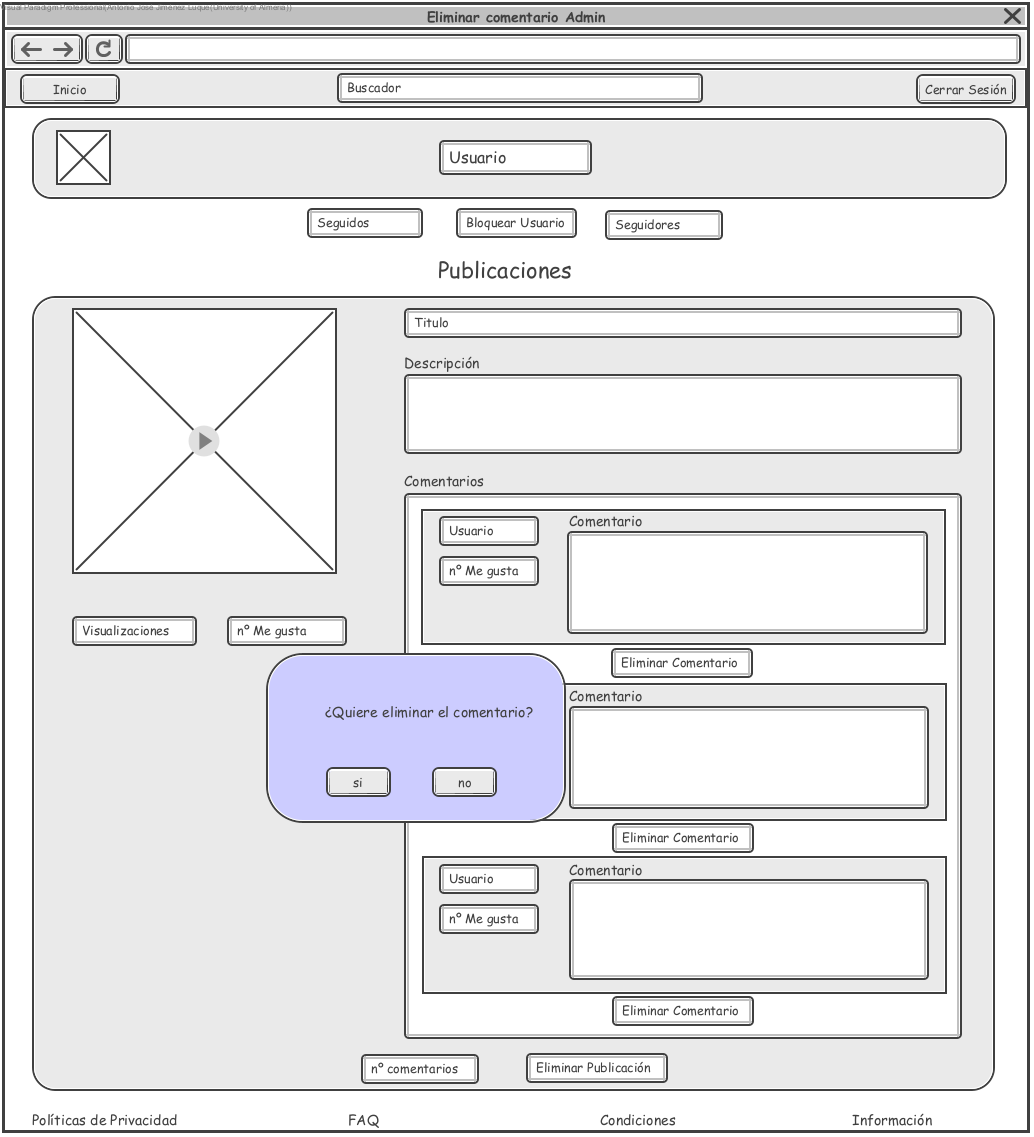 Visual Paradigm Professional(Antonio José Jiménez Luque(University of Almeria))
Eliminar comentario Admin
Inicio
Buscador
Cerrar Sesión
Usuario
Seguidos
Bloquear Usuario
Seguidores
Publicaciones
Titulo
Descripción
Comentarios
Usuario
Comentario
nº Me gusta
Visualizaciones
nº Me gusta
Eliminar Comentario
Comentario
¿Quiere eliminar el comentario?
si
no
Eliminar Comentario
Usuario
Comentario
nº Me gusta
Eliminar Comentario
nº comentarios
Eliminar Publicación
Políticas de Privacidad
FAQ
Condiciones
Información